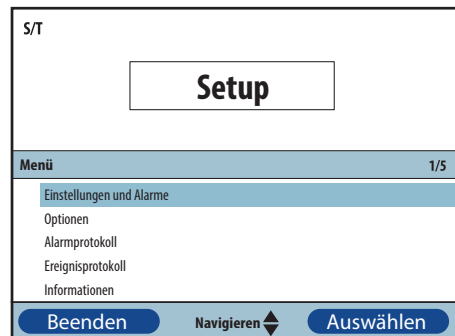 S/T
Setup
Menü 1/5
Einstellungen und Alarme
Optionen
Alarmprotokoll
Ereignisprotokoll
Informationen
Beenden Navigieren Auswählen